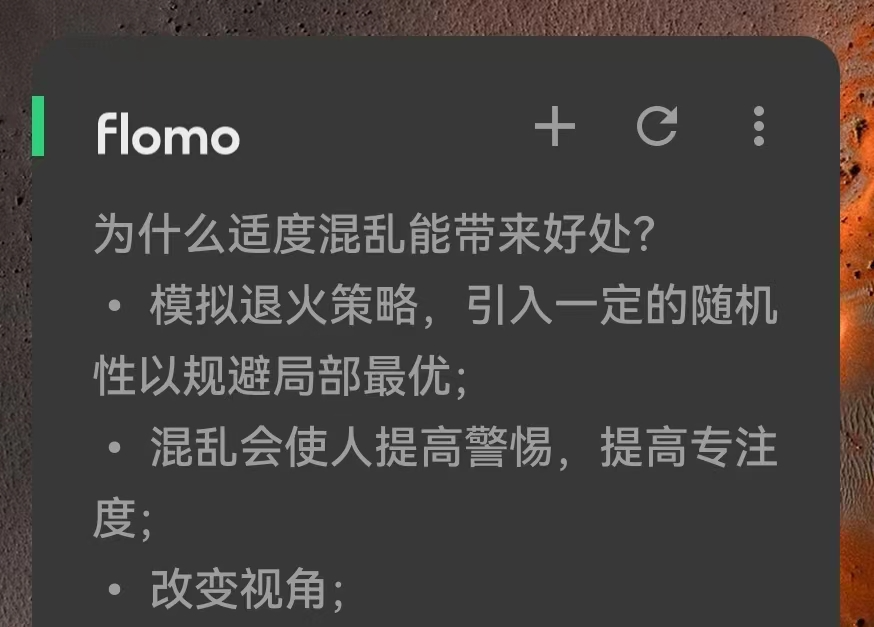 flomo
为什么适度混乱能带来好处？
• 模拟退火策略，引入一定的随机
性以规避局部最优；
• 混乱会使人提高警惕，提高专注
度；
• 改变视角；